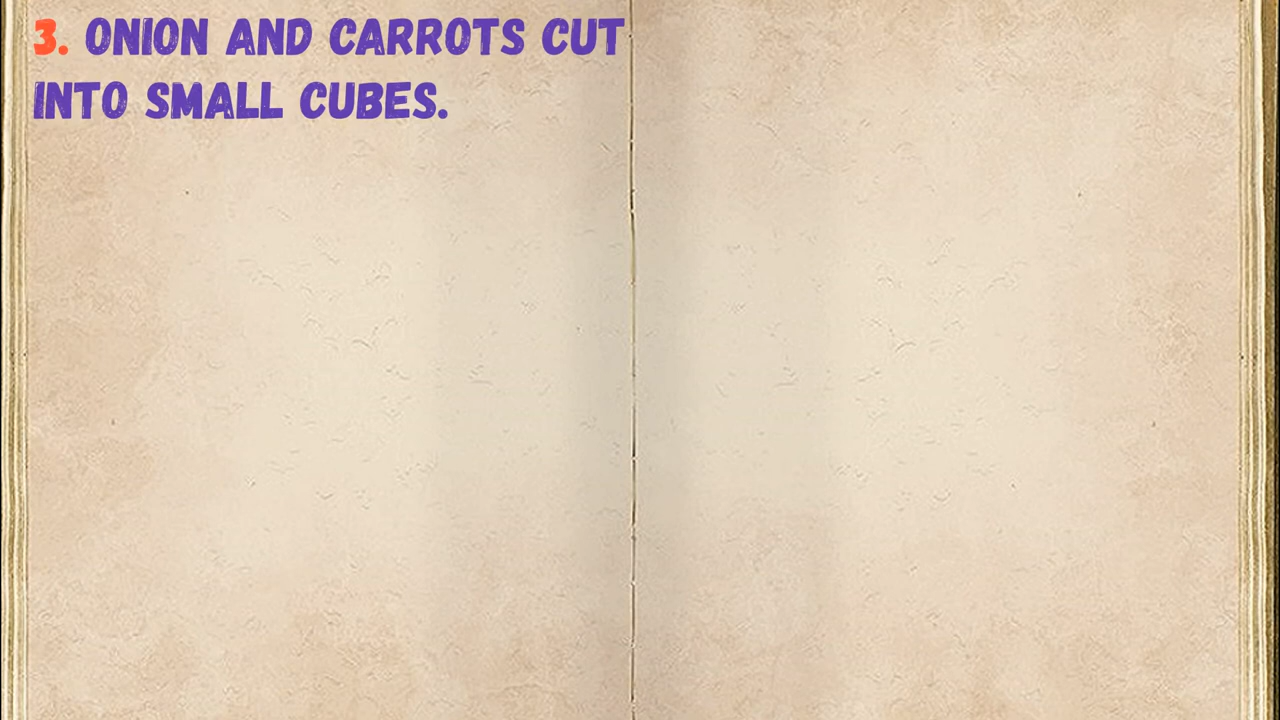 3. ONION AND CARROTS CUT
INTO SMALL CUBES.